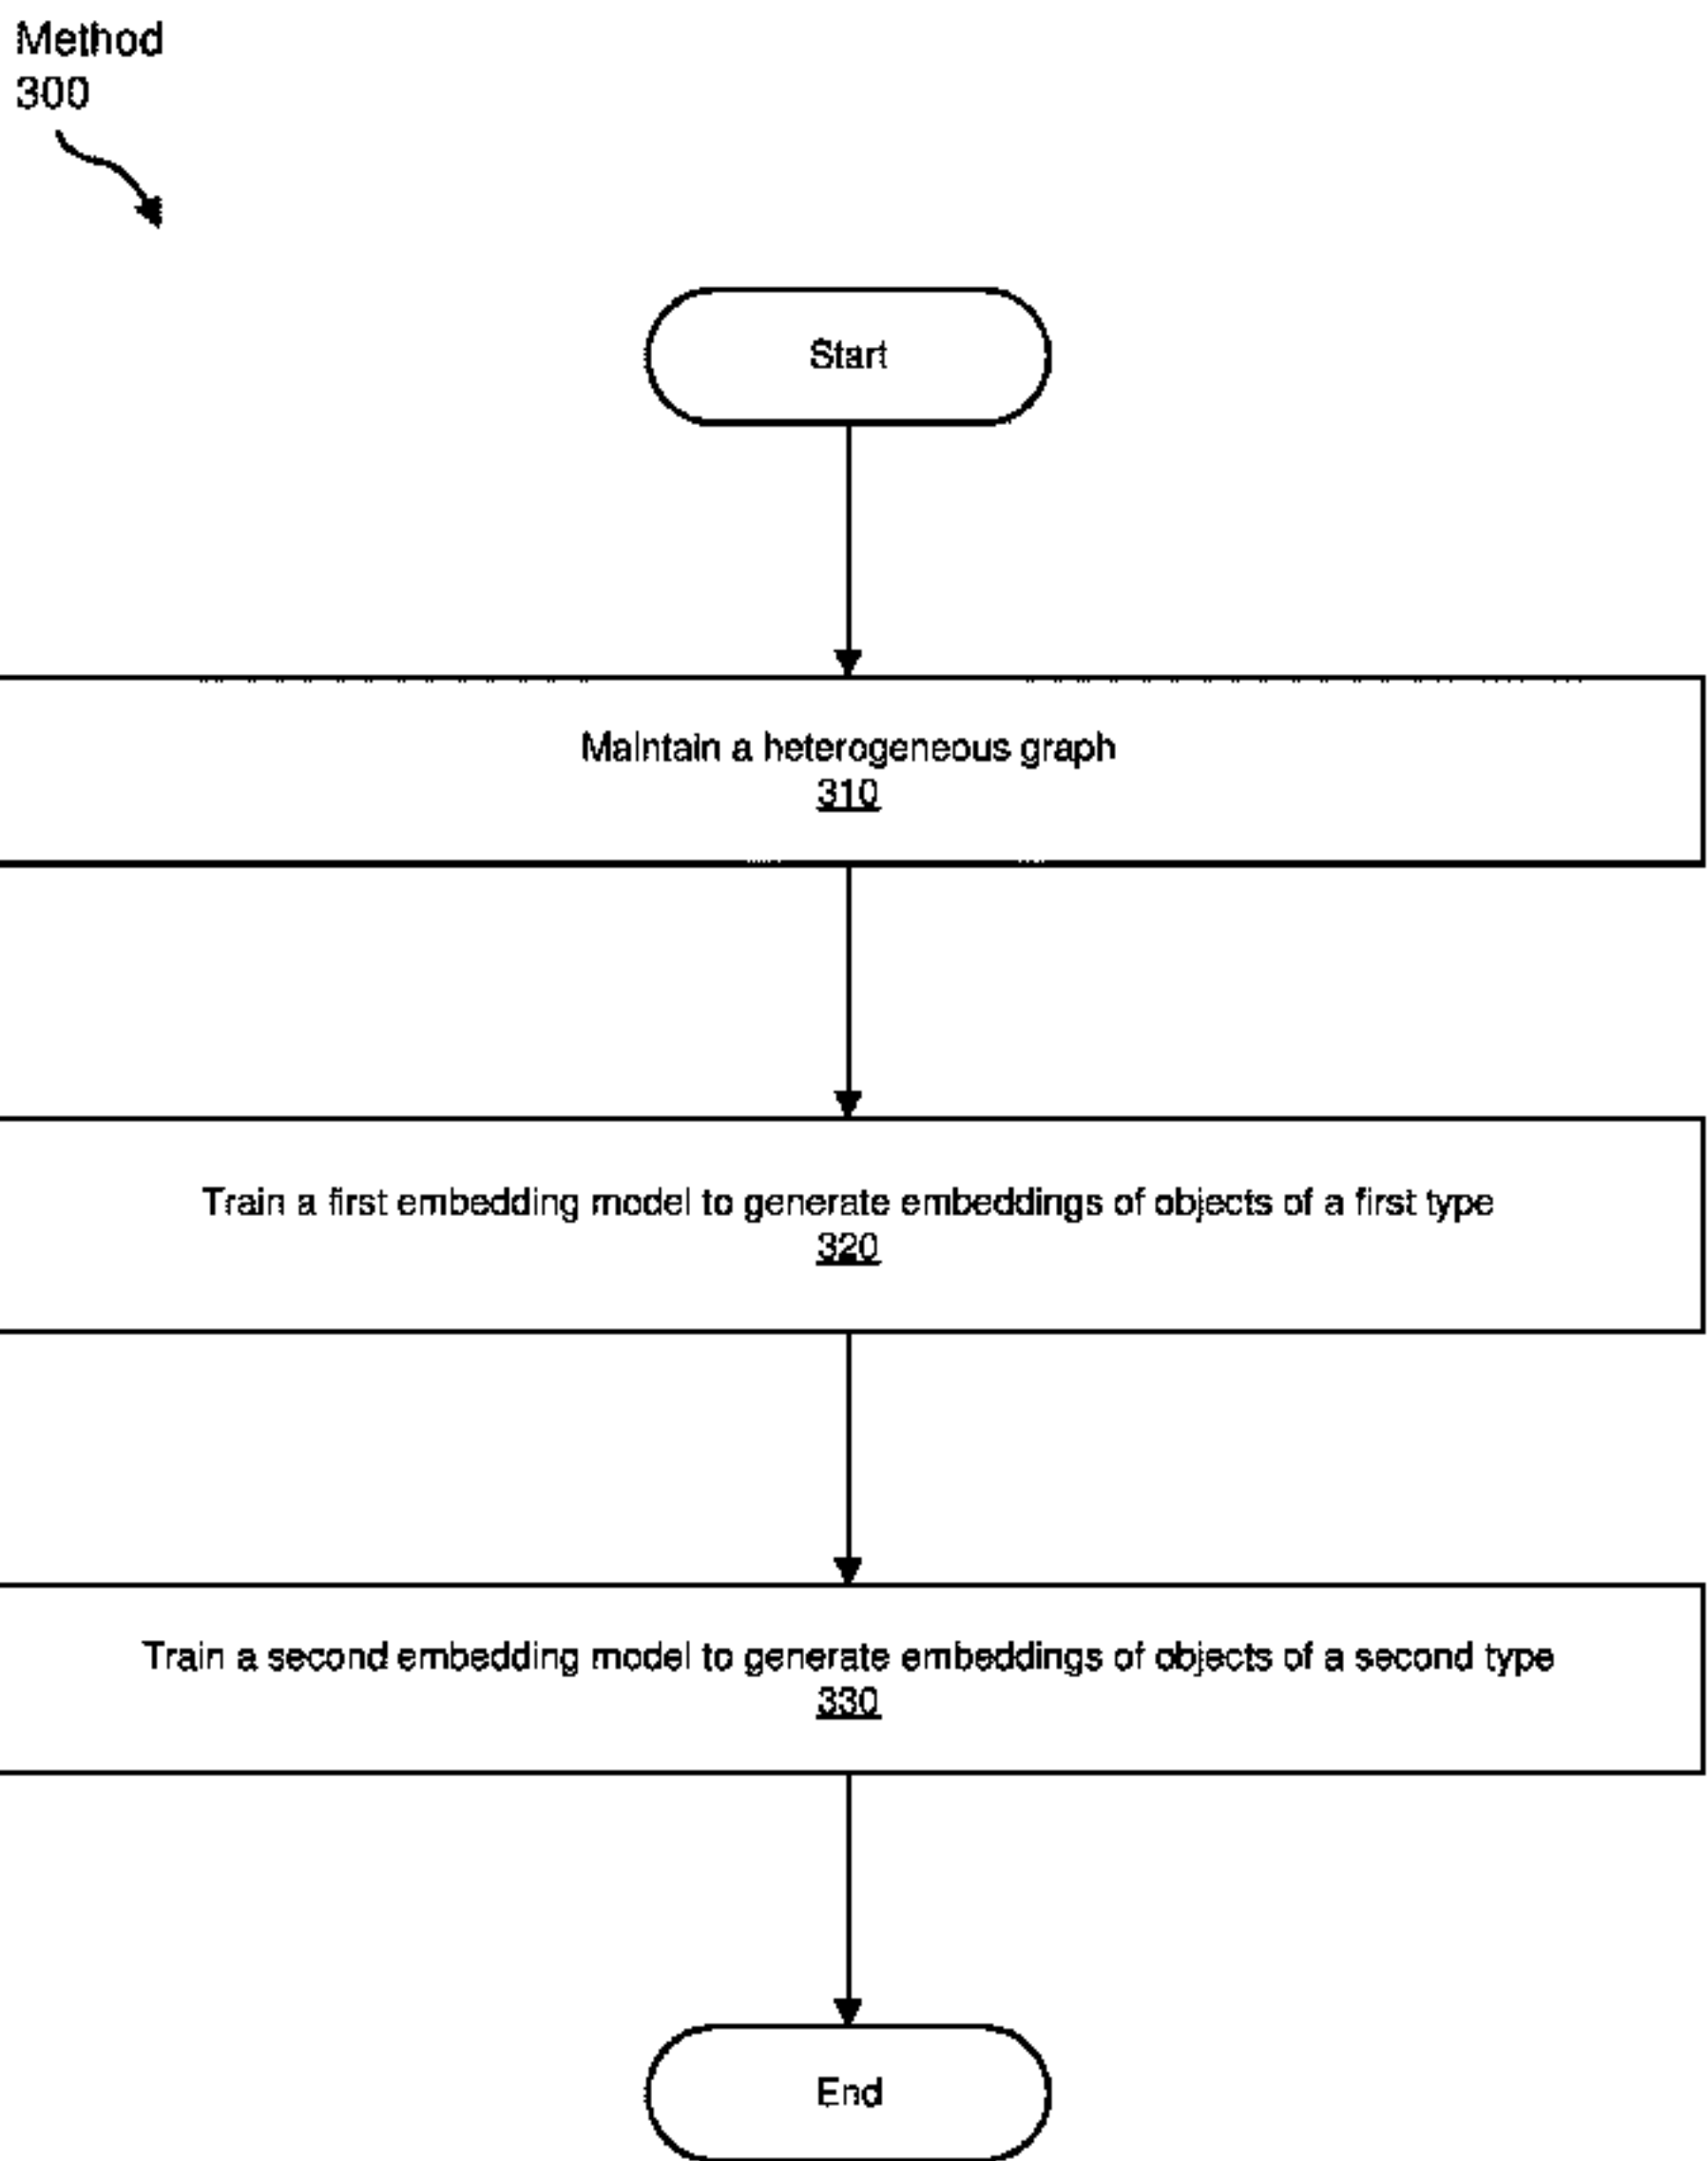 Method
300
Start
Maintain a heterogeneous graph
310
Train a first embedding model to generate embeddings of objects of a first type
320
Train a second embedding model to generate embeddings of objects of a second type
330
End